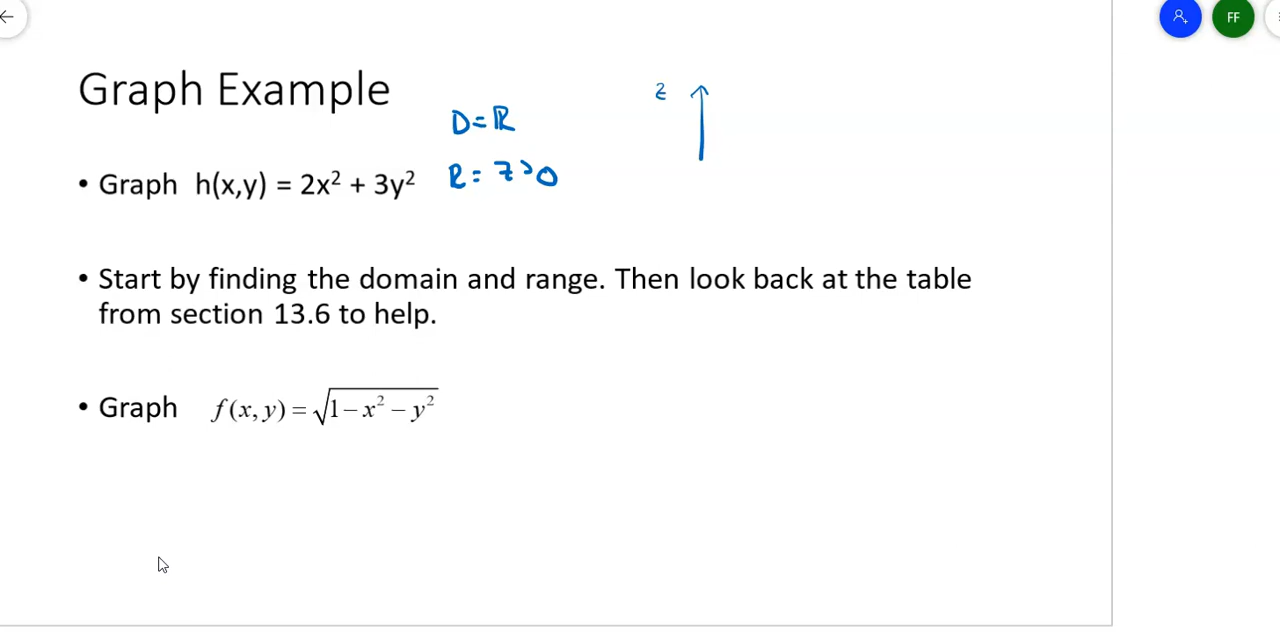 FF
Graph Example
D = ℝ
z
• Graph h(x,y) = 2x² + 3y²
R = z > 0
• Start by finding the domain and range. Then look back at the table
from section 13.6 to help.
• Graph f(x, y) = √(1 − x² − y²)